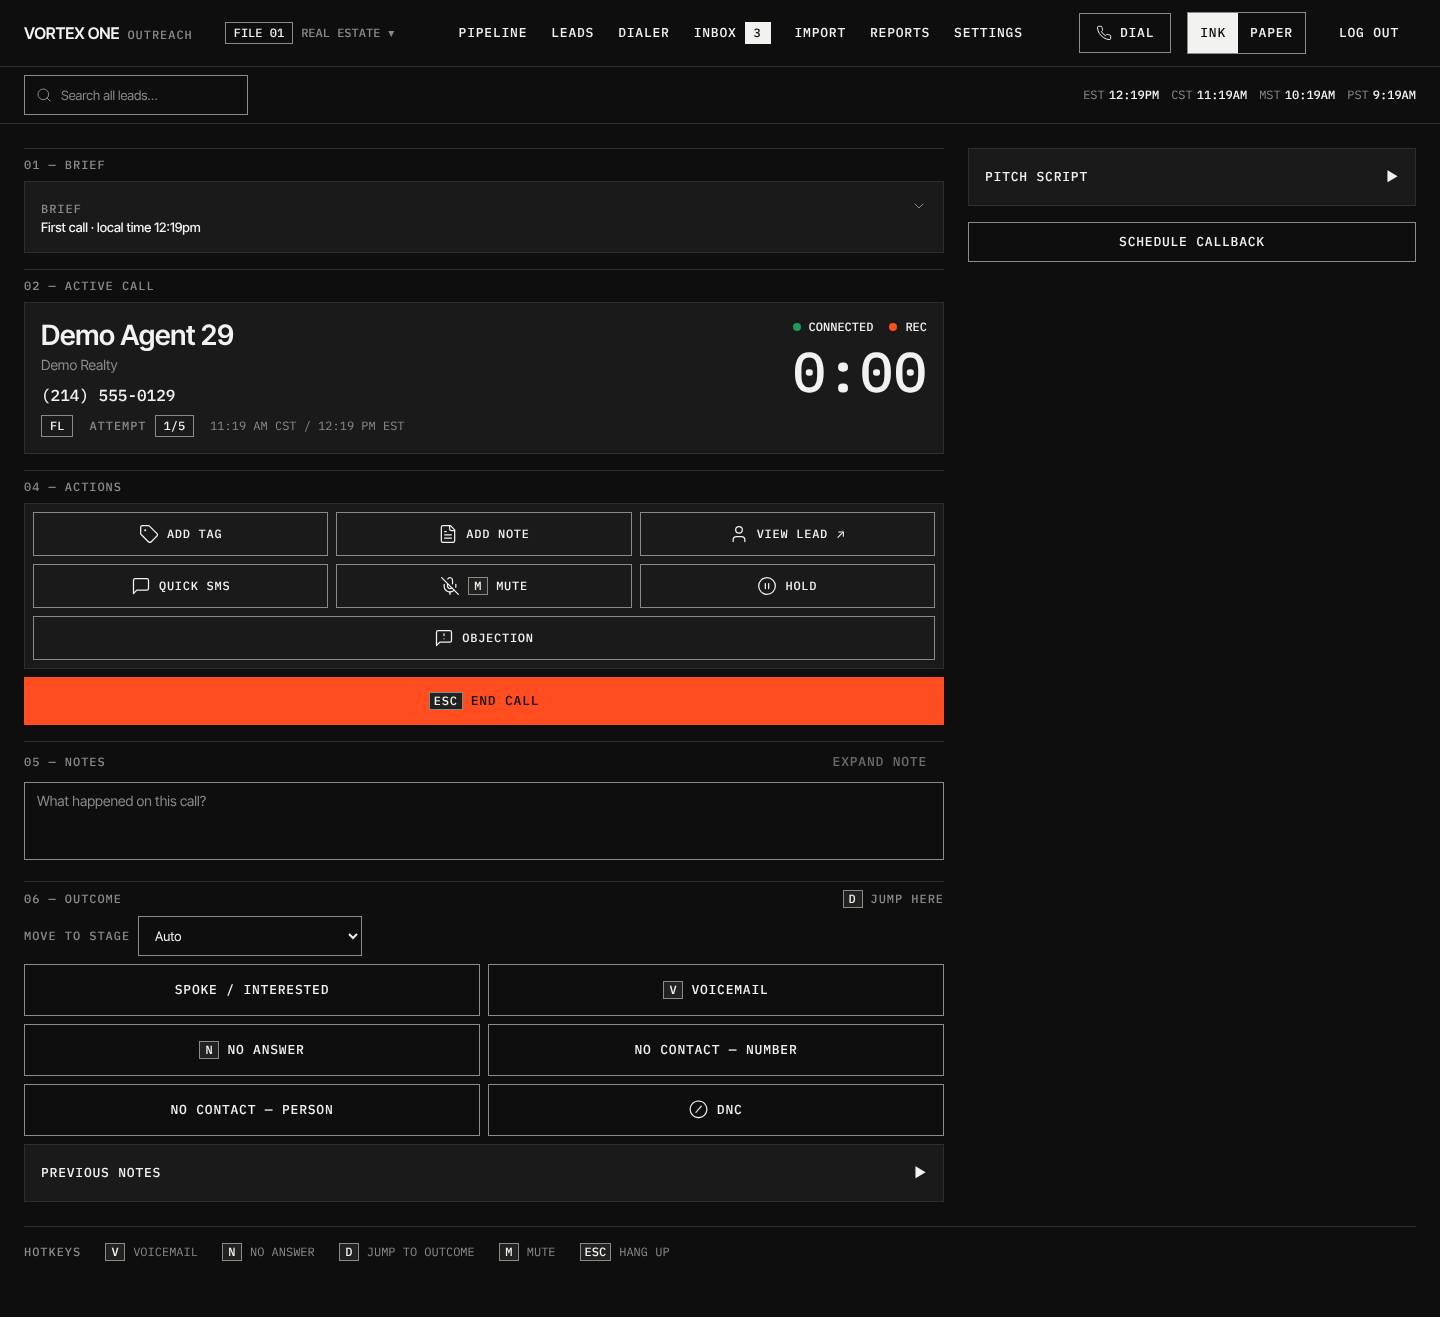 VORTEX ONE OUTREACH FILE 01 REAL ESTATE ▾ PIPELINE LEADS DIALER INBOX 3 IMPORT REPORTS SETTINGS DIAL INK PAPER LOG OUT
Search all leads... EST 12:19PM CST 11:19AM MST 10:19AM PST 9:19AM
01 — BRIEF
BRIEF
First call · local time 12:19pm
PITCH SCRIPT ▶
SCHEDULE CALLBACK
02 — ACTIVE CALL
Demo Agent 29
CONNECTED REC
Demo Realty
0:00
(214) 555-0129
FL ATTEMPT 1/5 11:19 AM CST / 12:19 PM EST
04 — ACTIONS
ADD TAG ADD NOTE VIEW LEAD ↗
QUICK SMS M MUTE HOLD
OBJECTION
ESC END CALL
05 — NOTES EXPAND NOTE
What happened on this call?
06 — OUTCOME D JUMP HERE
MOVE TO STAGE Auto
SPOKE / INTERESTED V VOICEMAIL
N NO ANSWER NO CONTACT — NUMBER
NO CONTACT — PERSON DNC
PREVIOUS NOTES ▶
HOTKEYS V VOICEMAIL N NO ANSWER D JUMP TO OUTCOME M MUTE ESC HANG UP